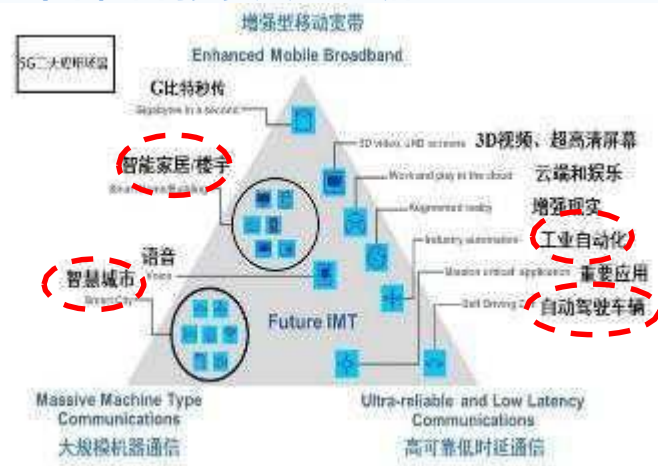 增强型移动宽带
Enhanced Mobile Broadband
5G三大应用场景
G比特秒传
Gigabytes in a second
3D video, UHD screens 3D视频、超高清屏幕
智能家居/楼宇
Smart Home/Building
Work and play in the cloud 云端和娱乐
Augmented reality 增强现实
Industry automation 工业自动化
语音
Voice
Mission critical application 重要应用
智慧城市
Smart City
Self Driving Car 自动驾驶车辆
Future IMT
Massive Machine Type
Communications
大规模机器通信
Ultra-reliable and Low Latency
Communications
高可靠低时延通信